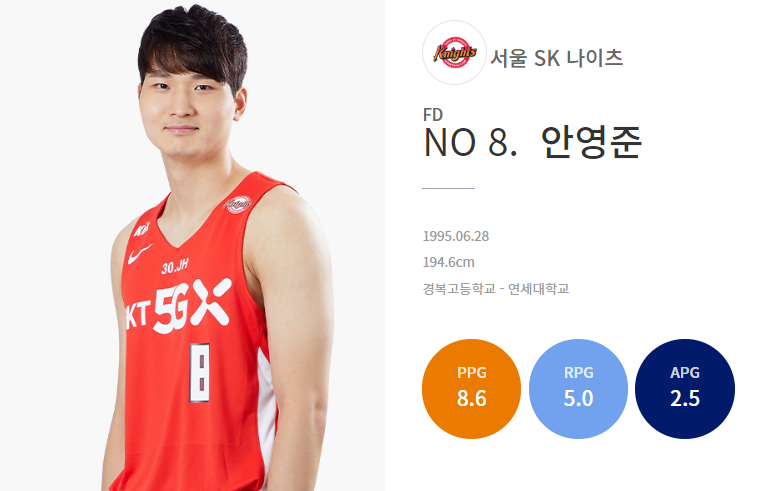 Knights
서울 SK 나이츠
FD
NO 8. 안영준
1995.06.28
194.6cm
경복고등학교 - 연세대학교
PPG
8.6
RPG
5.0
APG
2.5
30.JH
KT 5GX
8